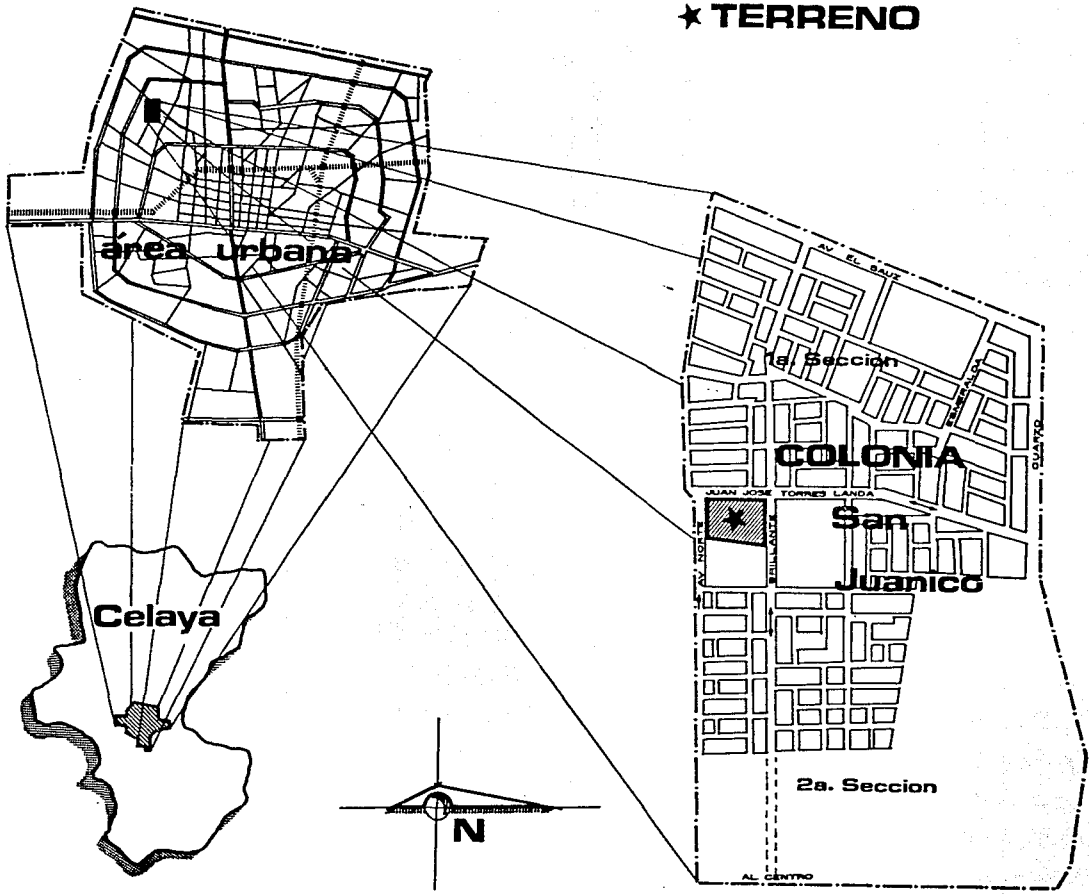 ★ TERRENO
área urbana
Celaya
N
AV EL SAUZ
1a. Seccion
ESMERALDA
CUARZO
COLONIA
JUAN JOSE TORRES LANDA
San
AV NORTE
BRILLANTE
Juanico
2a. Seccion
AL CENTRO